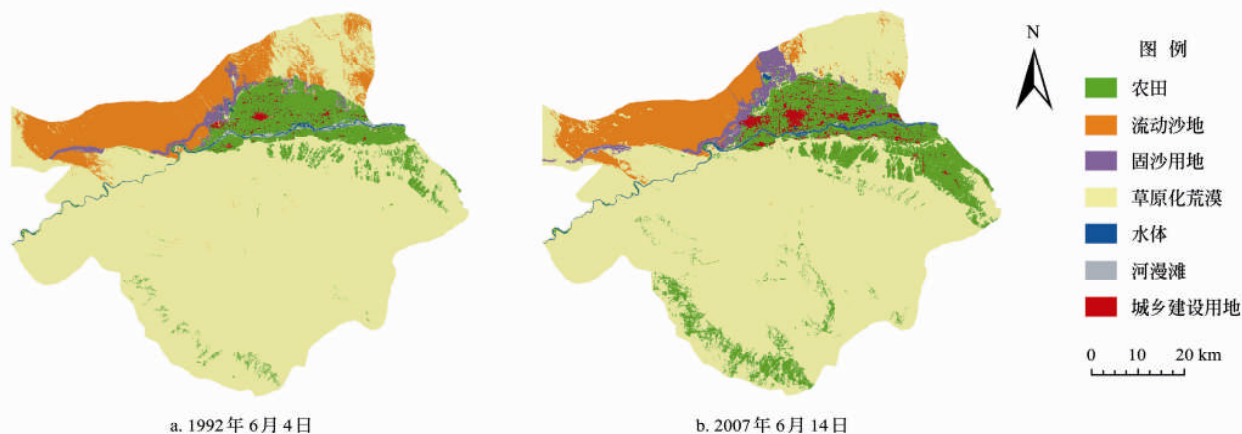 N
图 例
农田
流动沙地
固沙用地
草原化荒漠
水体
河漫滩
城乡建设用地
0 10 20 km
a. 1992年6月4日
b. 2007年6月14日